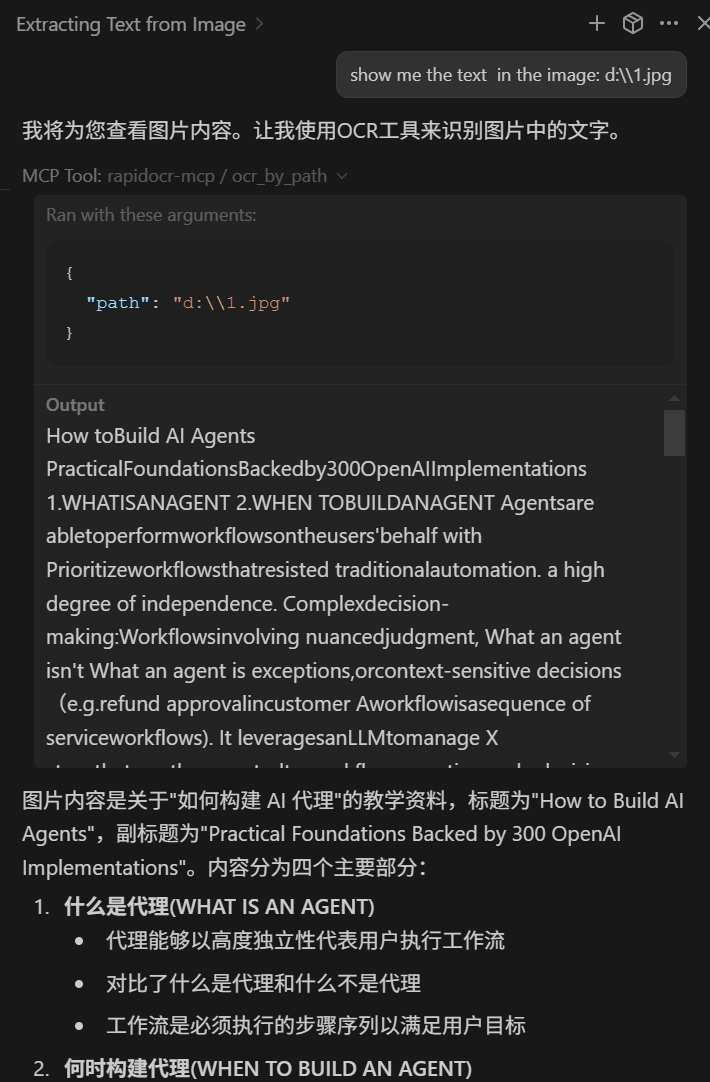 Extracting Text from Image
show me the text in the image: d:\\1.jpg
我将为您查看图片内容。让我使用OCR工具来识别图片中的文字。
MCP Tool: rapidocr-mcp / ocr_by_path
Ran with these arguments:
{
"path": "d:\\1.jpg"
}
Output
How toBuild AI Agents
PracticalFoundationsBackedby300OpenAIImplementations
1.WHATISANAGENT 2.WHEN TOBUILDANAGENT Agentsare
abletoperformworkflowsontheusers'behalf with
Prioritizeworkflowsthatresisted traditionalautomation. a high
degree of independence. Complexdecision-
making:Workflowsinvolving nuancedjudgment, What an agent
isn't What an agent is exceptions,orcontext-sensitive decisions
（e.g.refund approvalincustomer Aworkflowisasequence of
serviceworkflows). It leveragesanLLMtomanage X
图片内容是关于"如何构建 AI 代理"的教学资料，标题为"How to Build AI
Agents"，副标题为"Practical Foundations Backed by 300 OpenAI
Implementations"。内容分为四个主要部分：
1. 什么是代理(WHAT IS AN AGENT)
• 代理能够以高度独立性代表用户执行工作流
• 对比了什么是代理和什么不是代理
• 工作流是必须执行的步骤序列以满足用户目标
2. 何时构建代理(WHEN TO BUILD AN AGENT)